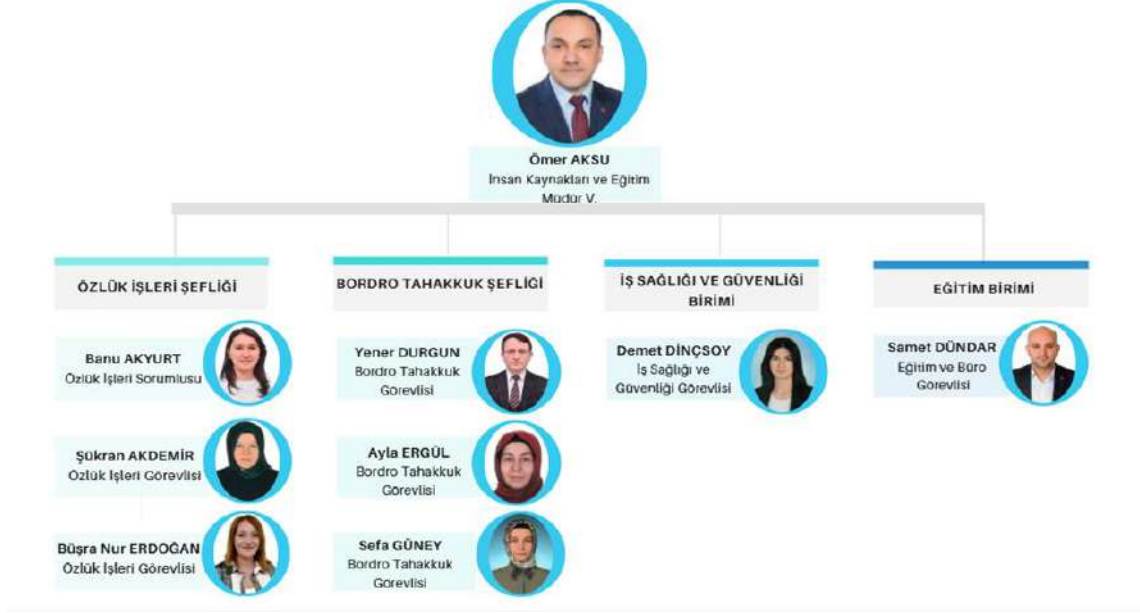 Ömer AKSU
İnsan Kaynakları ve Eğitim
Müdür V.
ÖZLÜK İŞLERİ ŞEFLİĞİ
BORDRO TAHAKKUK ŞEFLİĞİ
İŞ SAĞLIĞI VE GÜVENLİĞİ
BİRİMİ
EĞİTİM BİRİMİ
Banu AKYURT
Özlük İşleri Sorumlusu
Şükran AKDEMİR
Özlük İşleri Görevlisi
Büşra Nur ERDOĞAN
Özlük İşleri Görevlisi
Yener DURGUN
Bordro Tahakkuk
Görevlisi
Ayla ERGÜL
Bordro Tahakkuk
Görevlisi
Sefa GÜNEY
Bordro Tahakkuk
Görevlisi
Demet DİNÇSOY
İş Sağlığı ve
Güvenliği Görevlisi
Samet DÜNDAR
Eğitim ve Büro
Görevlisi